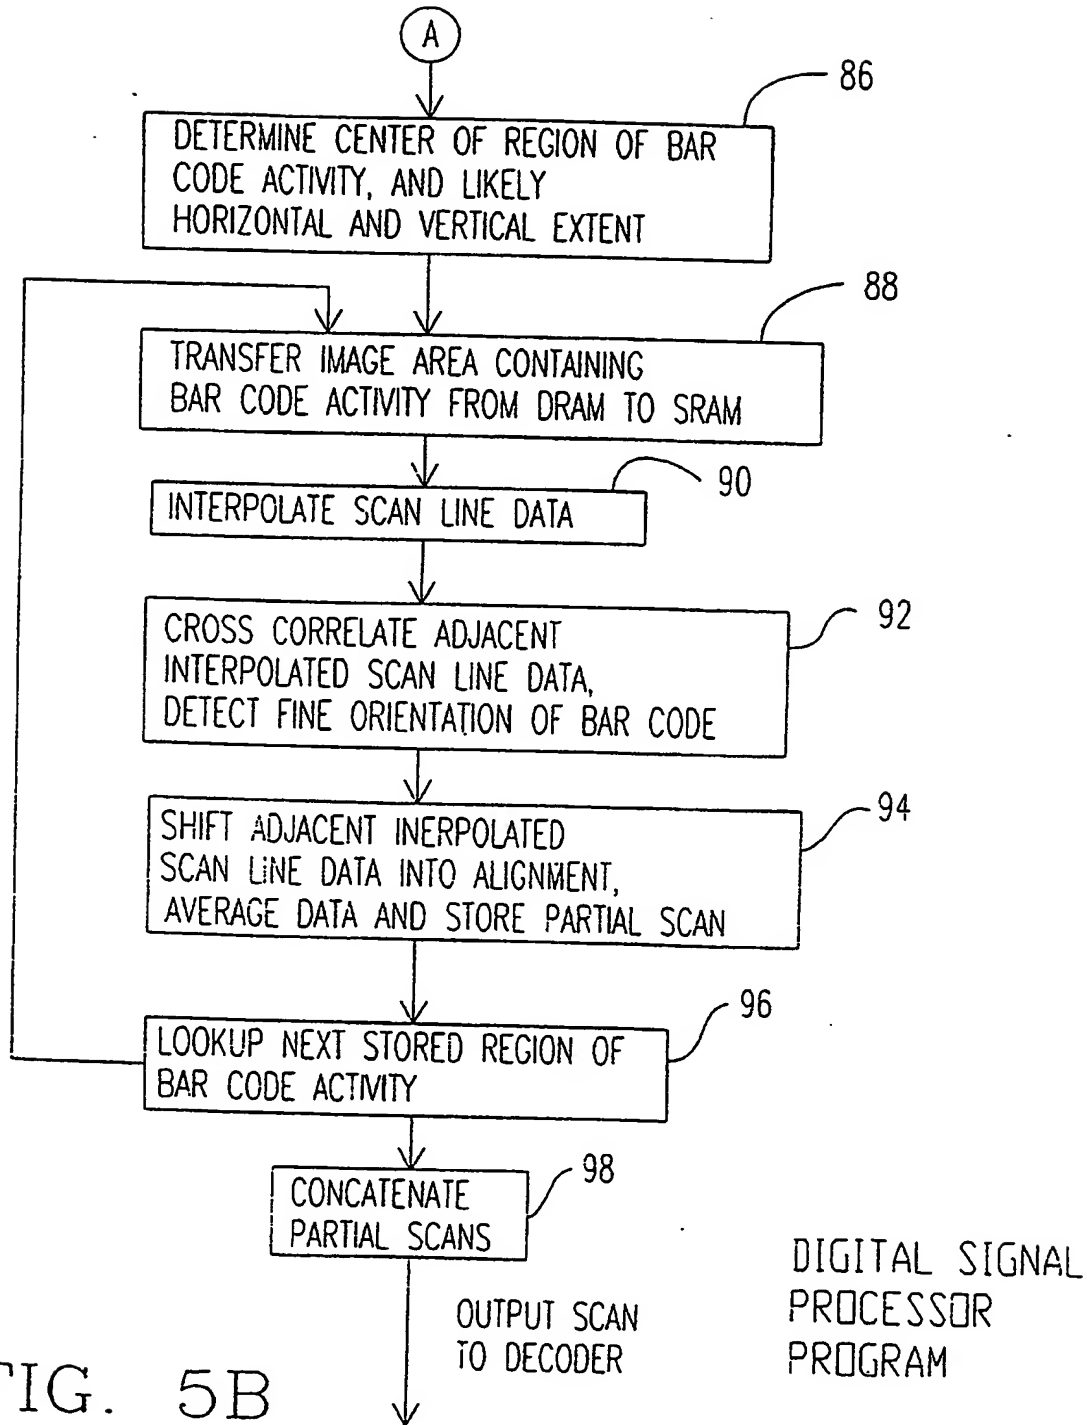 A
86
DETERMINE CENTER OF REGION OF BAR
CODE ACTIVITY, AND LIKELY
HORIZONTAL AND VERTICAL EXTENT
88
TRANSFER IMAGE AREA CONTAINING
BAR CODE ACTIVITY FROM DRAM TO SRAM
90
INTERPOLATE SCAN LINE DATA
92
CROSS CORRELATE ADJACENT
INTERPOLATED SCAN LINE DATA,
DETECT FINE ORIENTATION OF BAR CODE
94
SHIFT ADJACENT INERPOLATED
SCAN LINE DATA INTO ALIGNMENT,
AVERAGE DATA AND STORE PARTIAL SCAN
96
LOOKUP NEXT STORED REGION OF
BAR CODE ACTIVITY
98
CONCATENATE
PARTIAL SCANS
OUTPUT SCAN
TO DECODER
DIGITAL SIGNAL
PROCESSOR
PROGRAM
FIG. 5B